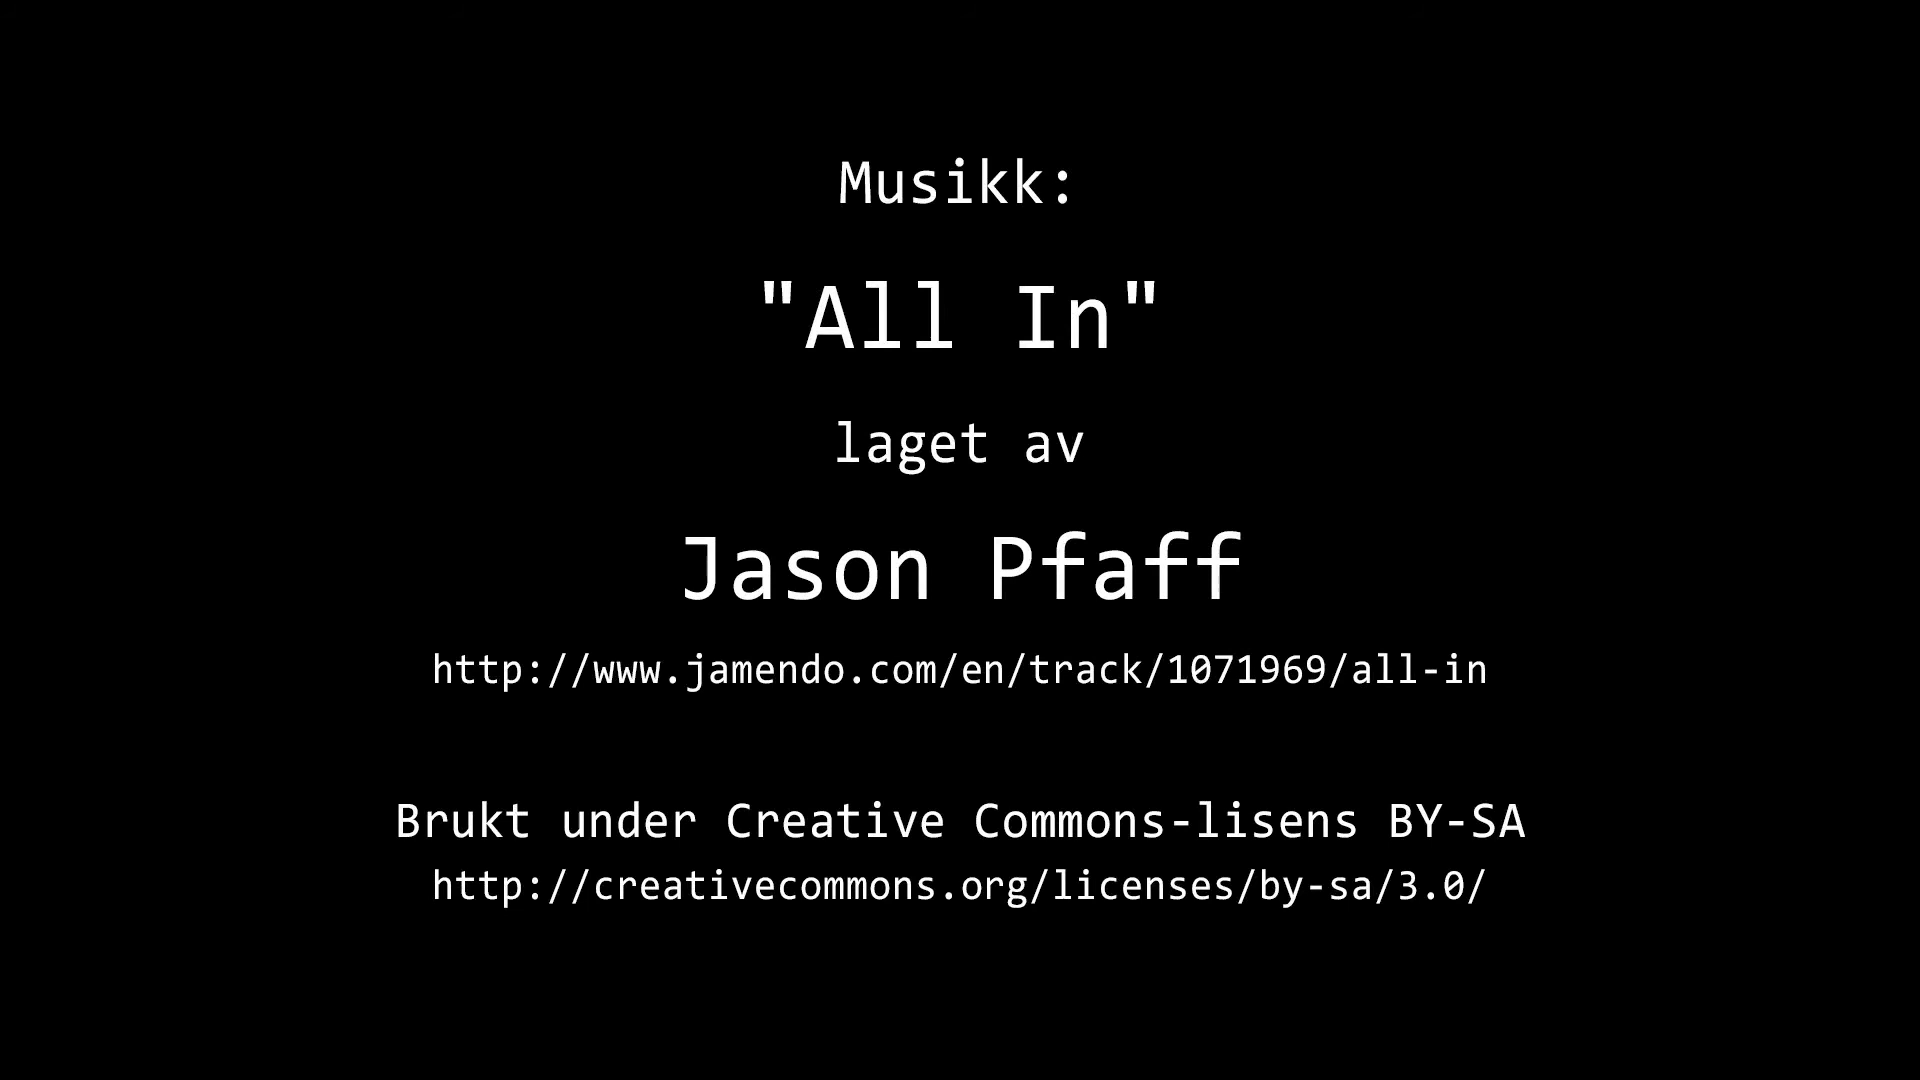 Musikk:
"All In"
laget av
Jason Pfaff
http://www.jamendo.com/en/track/1071969/all-in
Brukt under Creative Commons-lisens BY-SA
http://creativecommons.org/licenses/by-sa/3.0/